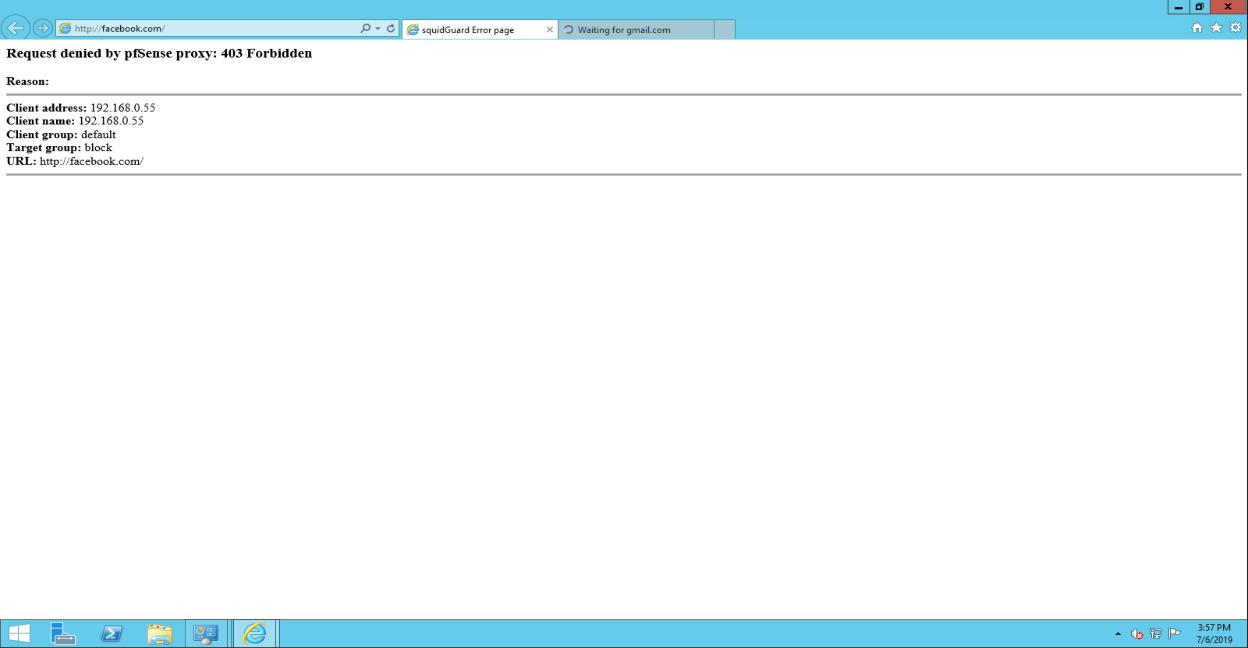 http://facebook.com/
squidGuard Error page
Waiting for gmail.com
Request denied by pfSense proxy: 403 Forbidden
Reason:
Client address: 192.168.0.55
Client name: 192.168.0.55
Client group: default
Target group: block
URL: http://facebook.com/
3:57 PM
7/6/2019